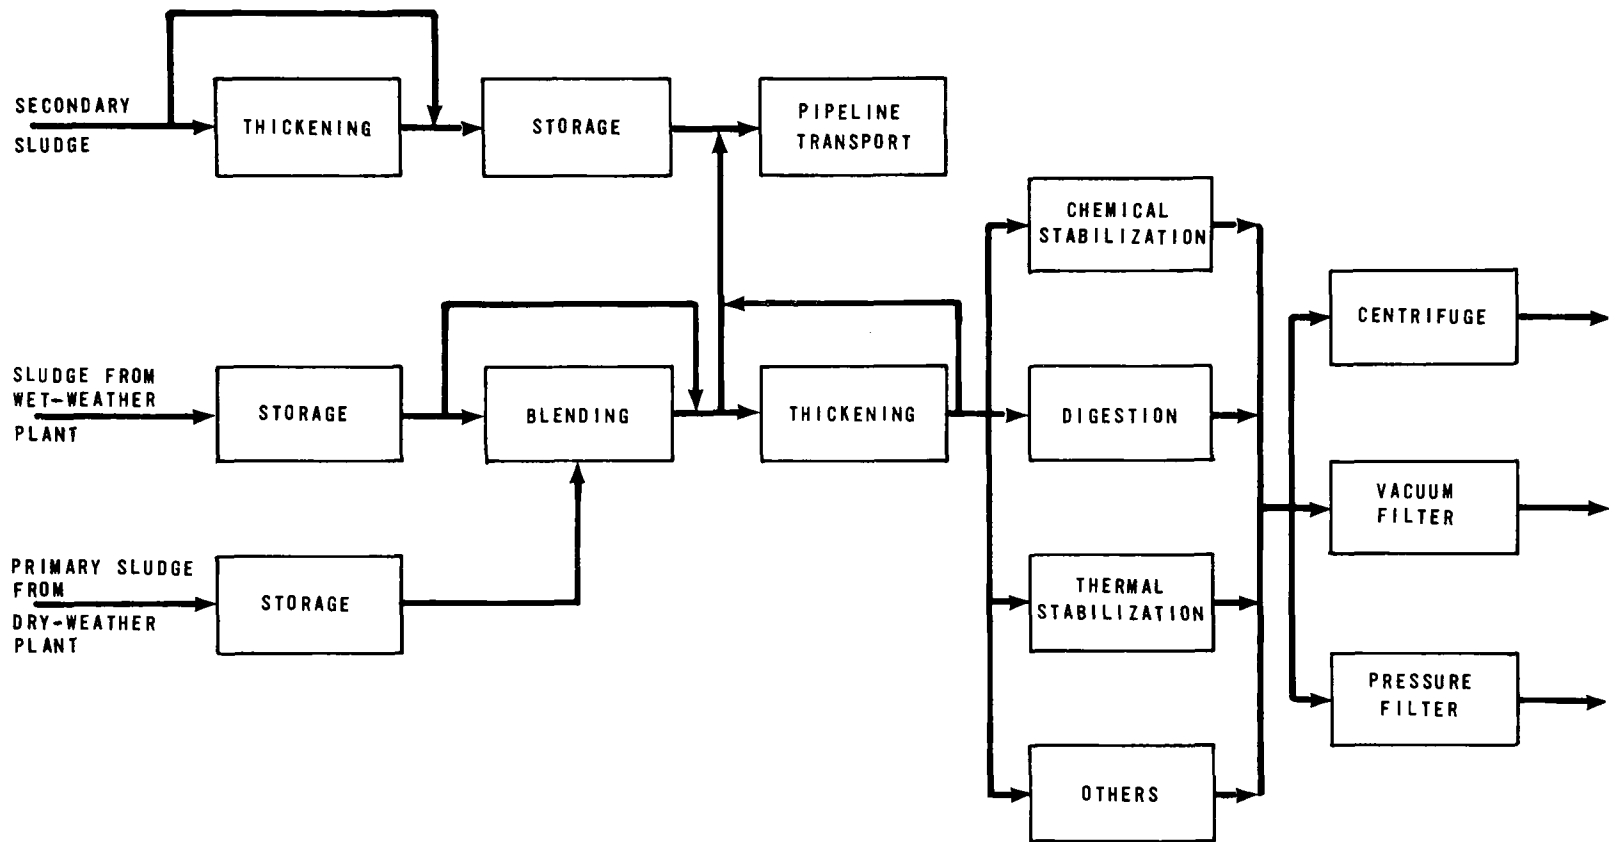 SECONDARY
SLUDGE
THICKENING
STORAGE
PIPELINE
TRANSPORT
CHEMICAL
STABILIZATION
CENTRIFUGE
SLUDGE FROM
WET-WEATHER
PLANT
STORAGE
BLENDING
THICKENING
DIGESTION
VACUUM
FILTER
PRIMARY SLUDGE
FROM
DRY-WEATHER
PLANT
STORAGE
THERMAL
STABILIZATION
PRESSURE
FILTER
OTHERS